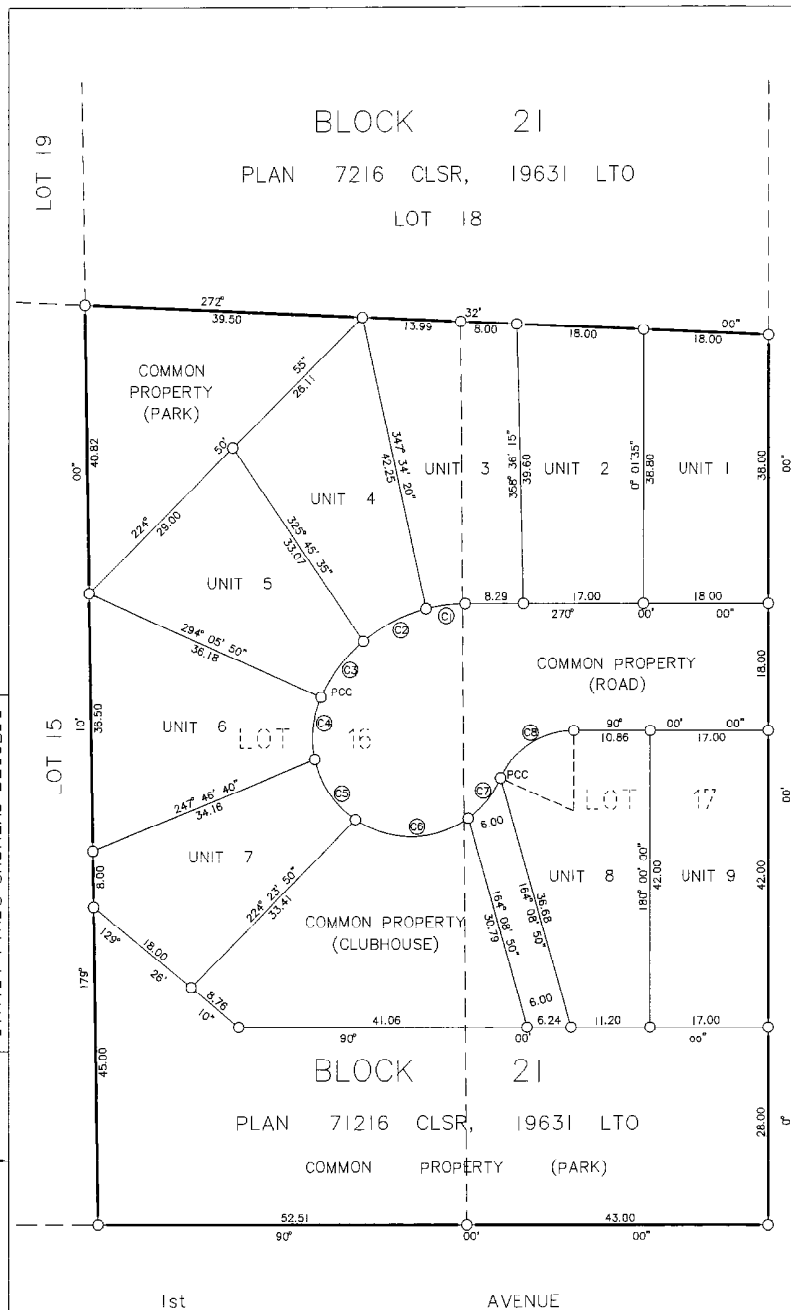 BLOCK 21
PLAN 7216 CLSR, 19631 LTO
LOT 18
LOT 19
272° 32' 00"
39.50
13.99
8.00
18.00
18.00
COMMON
PROPERTY
(PARK)
224° 50' 55"
26.11
29.00
40.82
00"
UNIT 4
347° 34' 20"
42.25
UNIT 3
358° 36' 15"
39.60
UNIT 2
0° 01' 35"
38.80
UNIT 1
38.00
00"
325° 45' 35"
33.07
UNIT 5
294° 05' 50"
36.18
C1
C2
C3
PCC
C4
8.29
17.00
18.00
270° 00' 00"
COMMON PROPERTY
(ROAD)
18.00
LOT 15
10'
36.50
UNIT 6
LOT 16
247° 46' 40"
34.16
C5
C6
C7
C8
PCC
6.00
90° 00' 00"
10.86
17.00
LOT 17
00'
8.00
UNIT 7
224° 23' 50"
33.41
COMMON PROPERTY
(CLUBHOUSE)
164° 08' 50"
30.79
164° 08' 50"
36.68
UNIT 8
180° 00' 00"
42.00
UNIT 9
42.00
129° 26' 10"
18.00
8.76
179°
45.00
6.00
41.06
6.24
11.20
17.00
90° 00' 00"
BLOCK 21
PLAN 71216 CLSR, 19631 LTO
COMMON PROPERTY (PARK)
28.00
0°
52.51
43.00
90° 00' 00"
1st AVENUE